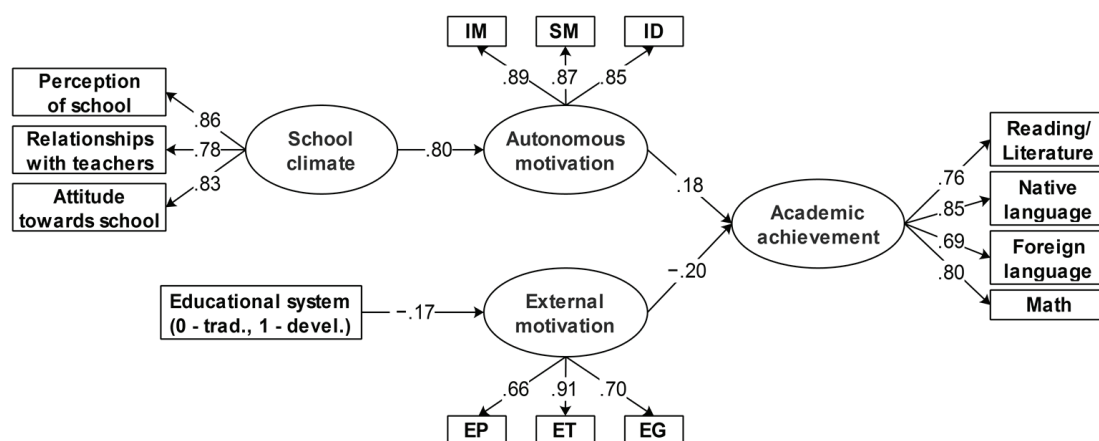 IM
SM
ID
.89
.87
.85
Perception
of school
Relationships
with teachers
Attitude
towards school
.86
.78
.83
School
climate
.80
Autonomous
motivation
.18
Academic
achievement
Reading/
Literature
Native
language
Foreign
language
Math
.76
.85
.69
.80
Educational system
(0 - trad., 1 - devel.)
−.17
External
motivation
−.20
.66
.91
.70
EP
ET
EG